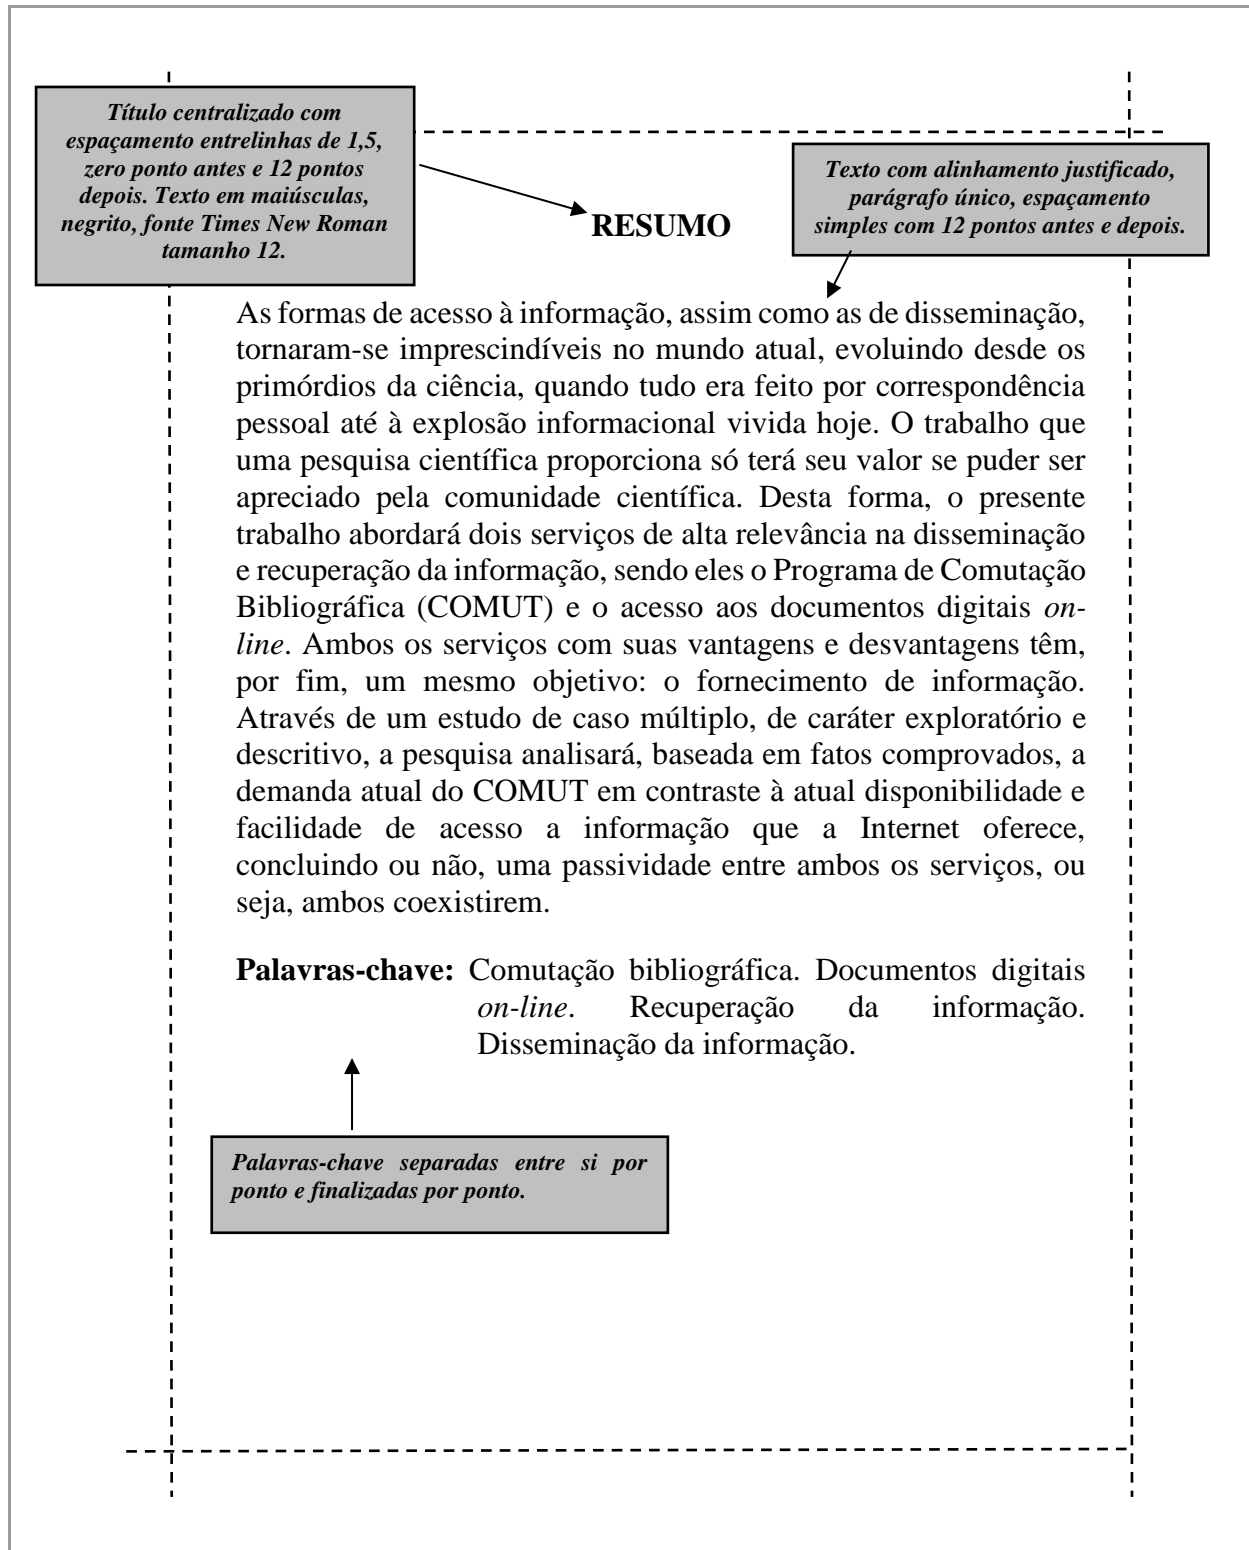 Título centralizado com
espaçamento entrelinhas de 1,5,
zero ponto antes e 12 pontos
depois. Texto em maiúsculas,
negrito, fonte Times New Roman
tamanho 12.
Texto com alinhamento justificado,
parágrafo único, espaçamento
simples com 12 pontos antes e depois.
RESUMO
As formas de acesso à informação, assim como as de disseminação,
tornaram-se imprescindíveis no mundo atual, evoluindo desde os
primórdios da ciência, quando tudo era feito por correspondência
pessoal até à explosão informacional vivida hoje. O trabalho que
uma pesquisa científica proporciona só terá seu valor se puder ser
apreciado pela comunidade científica. Desta forma, o presente
trabalho abordará dois serviços de alta relevância na disseminação
e recuperação da informação, sendo eles o Programa de Comutação
Bibliográfica (COMUT) e o acesso aos documentos digitais on-
line. Ambos os serviços com suas vantagens e desvantagens têm,
por fim, um mesmo objetivo: o fornecimento de informação.
Através de um estudo de caso múltiplo, de caráter exploratório e
descritivo, a pesquisa analisará, baseada em fatos comprovados, a
demanda atual do COMUT em contraste à atual disponibilidade e
facilidade de acesso a informação que a Internet oferece,
concluindo ou não, uma passividade entre ambos os serviços, ou
seja, ambos coexistirem.
Palavras-chave: Comutação bibliográfica. Documentos digitais
on-line. Recuperação da informação.
Disseminação da informação.
Palavras-chave separadas entre si por
ponto e finalizadas por ponto.